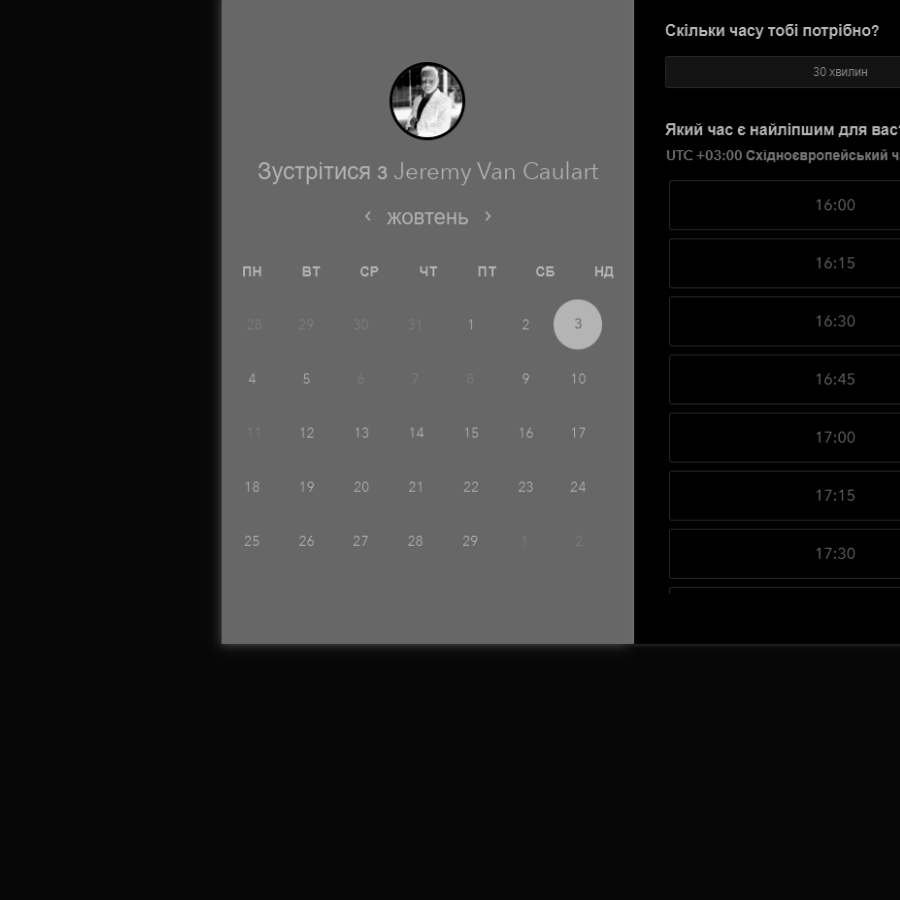 Зустрітися з Jeremy Van Caulart
‹ жовтень ›
ПН ВТ СР ЧТ ПТ СБ НД
28 29 30 31 1 2 3
4 5 6 7 8 9 10
11 12 13 14 15 16 17
18 19 20 21 22 23 24
25 26 27 28 29 1 2
Скільки часу тобі потрібно?
30 хвилин
Який час є найліпшим для вас
UTC +03:00 Східноєвропейський ч
16:00
16:15
16:30
16:45
17:00
17:15
17:30